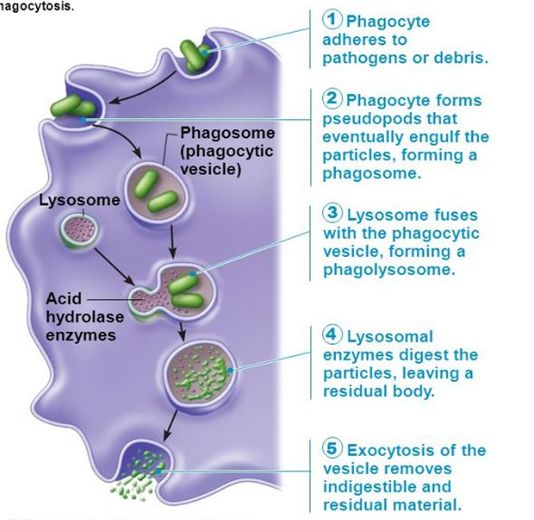 hagocytosis.
① Phagocyte
adheres to
pathogens or debris.
② Phagocyte forms
pseudopods that
eventually engulf the
particles, forming a
phagosome.
Phagosome
(phagocytic
vesicle)
Lysosome
③ Lysosome fuses
with the phagocytic
vesicle, forming a
phagolysosome.
Acid
hydrolase
enzymes
④ Lysosomal
enzymes digest the
particles, leaving a
residual body.
⑤ Exocytosis of the
vesicle removes
indigestible and
residual material.